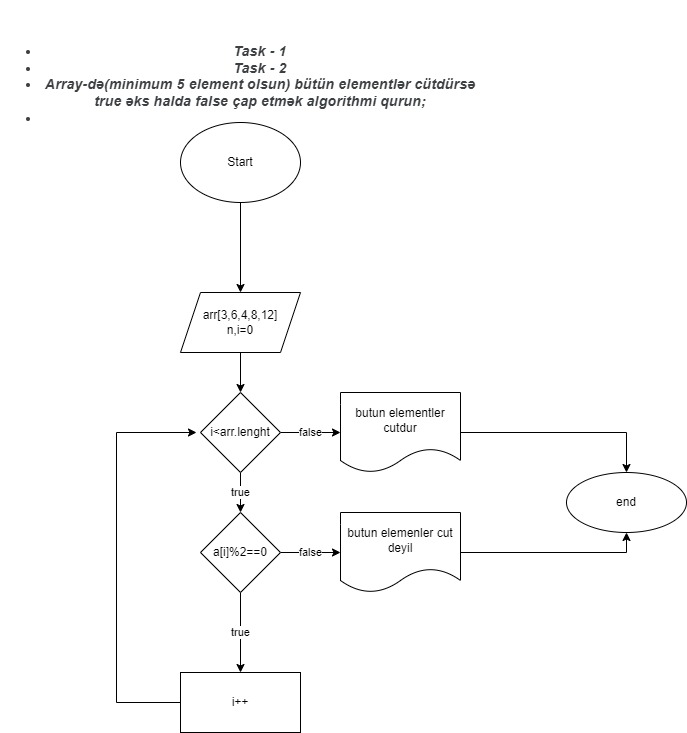 Task - 1
Task - 2
Array-də(minimum 5 element olsun) bütün elementlər cütdürsə
true əks halda false çap etmək algorithmi qurun;
Start
arr[3,6,4,8,12]
n,i=0
i<arr.lenght
false
butun elementler
cutdur
true
end
a[i]%2==0
false
butun elemenler cut
deyil
true
i++